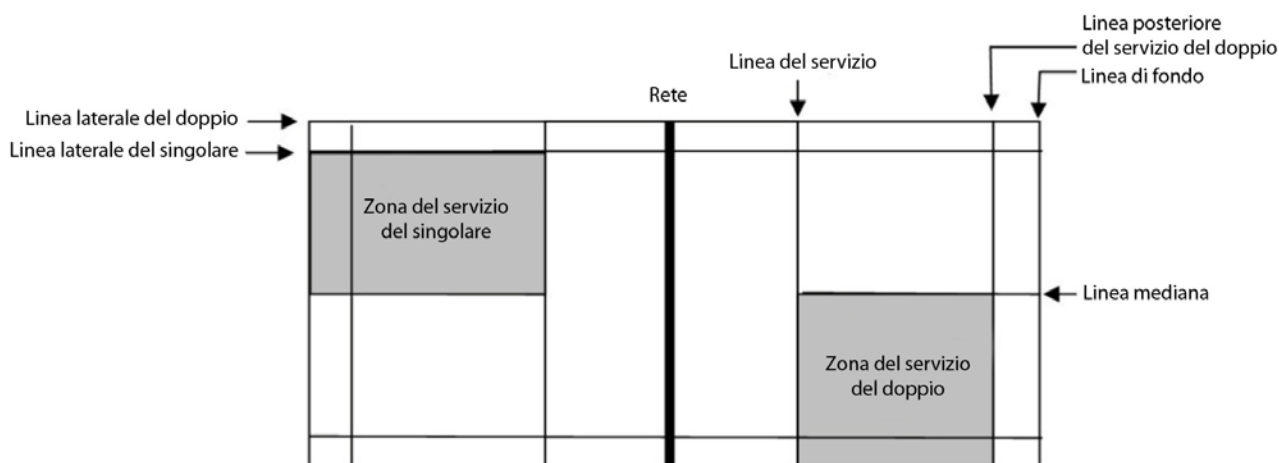 Linea posteriore
del servizio del doppio
Linea del servizio
Linea di fondo
Rete
Linea laterale del doppio
Linea laterale del singolare
Zona del servizio
del singolare
Linea mediana
Zona del servizio
del doppio